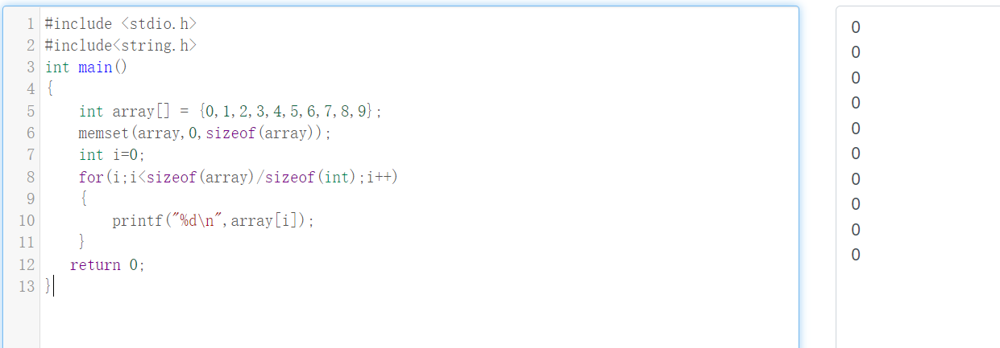 1 #include <stdio.h>
2 #include<string.h>
3 int main()
4 {
5     int array[] = {0,1,2,3,4,5,6,7,8,9};
6     memset(array,0,sizeof(array));
7     int i=0;
8     for(i;i<sizeof(array)/sizeof(int);i++)
9     {
10         printf("%d\n",array[i]);
11     }
12    return 0;
13 }
0
0
0
0
0
0
0
0
0
0